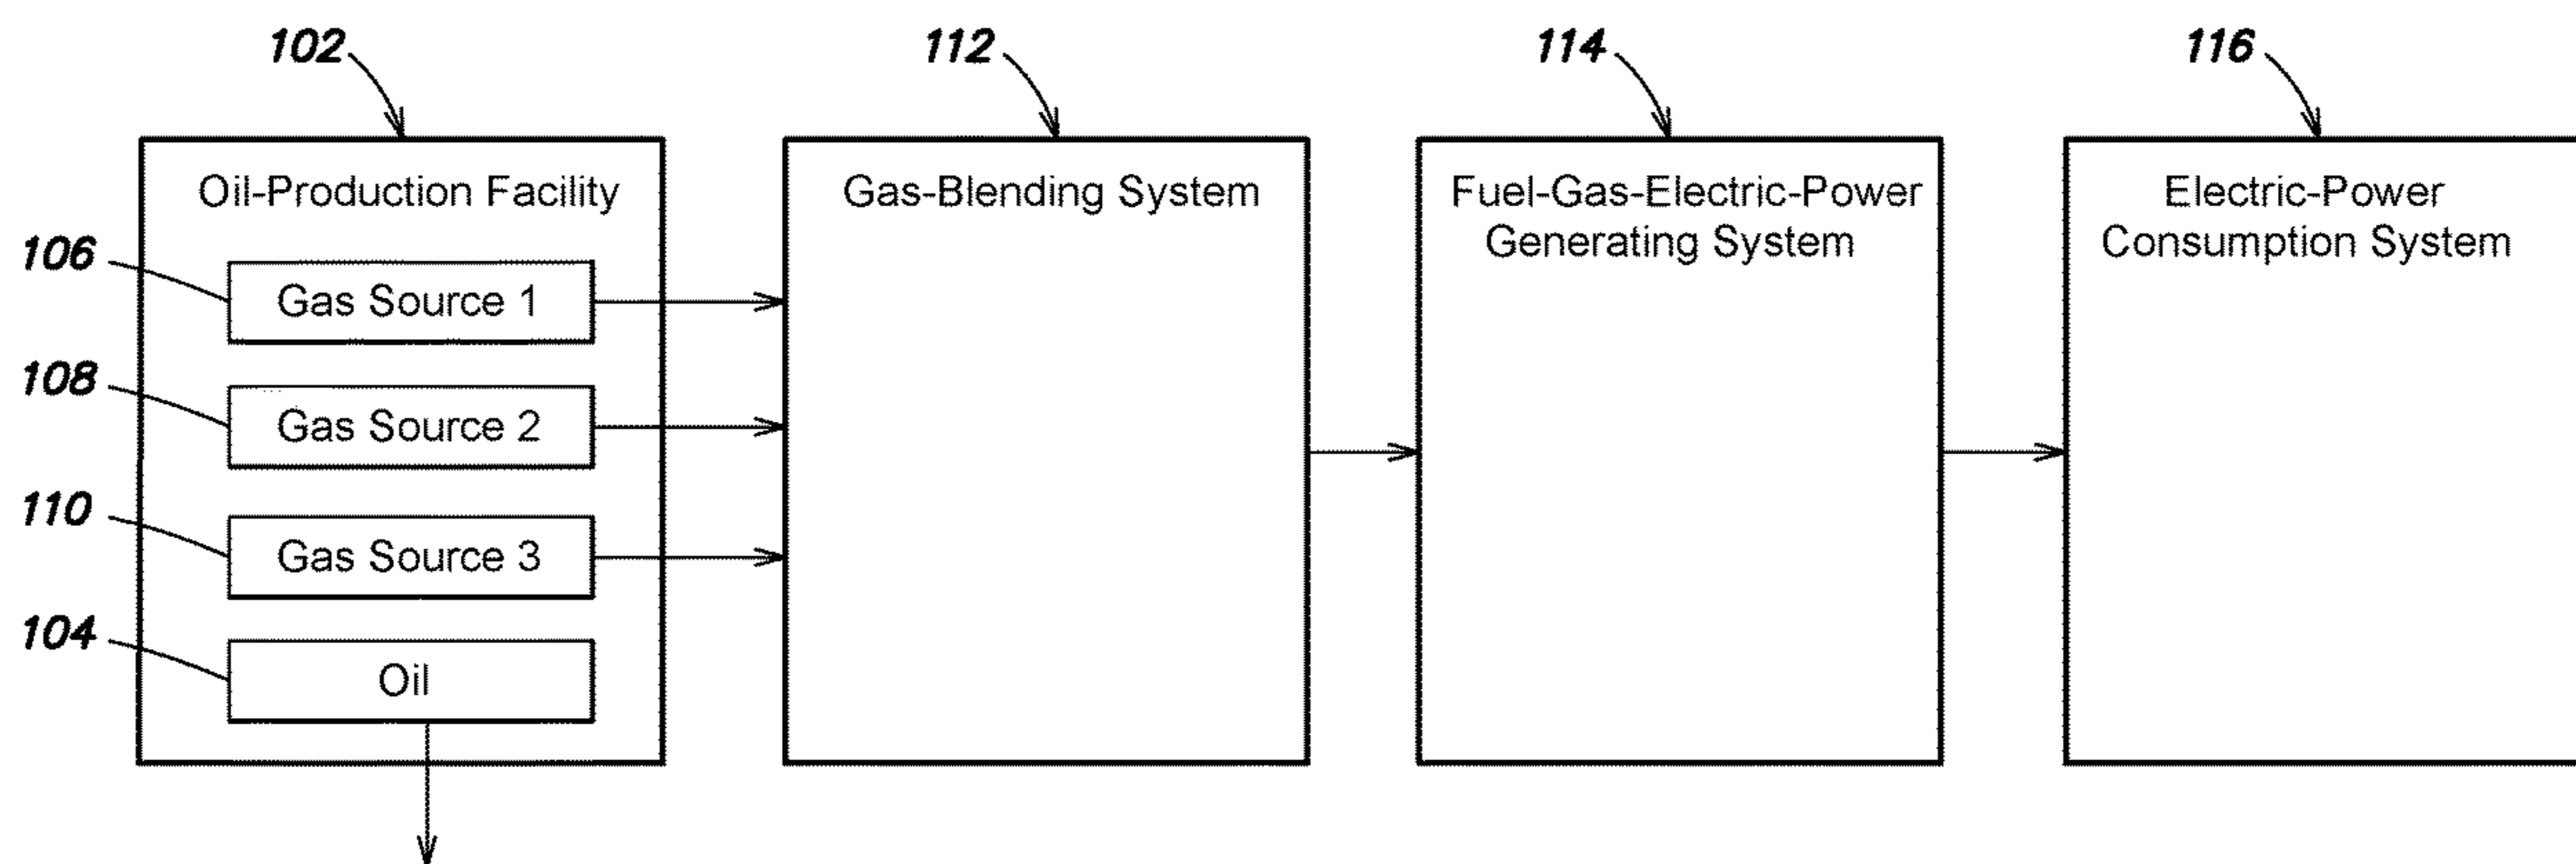 102
112
114
116
Oil-Production Facility
Gas-Blending System
Fuel-Gas-Electric-Power
Generating System
Electric-Power
Consumption System
106
Gas Source 1
108
Gas Source 2
110
Gas Source 3
104
Oil